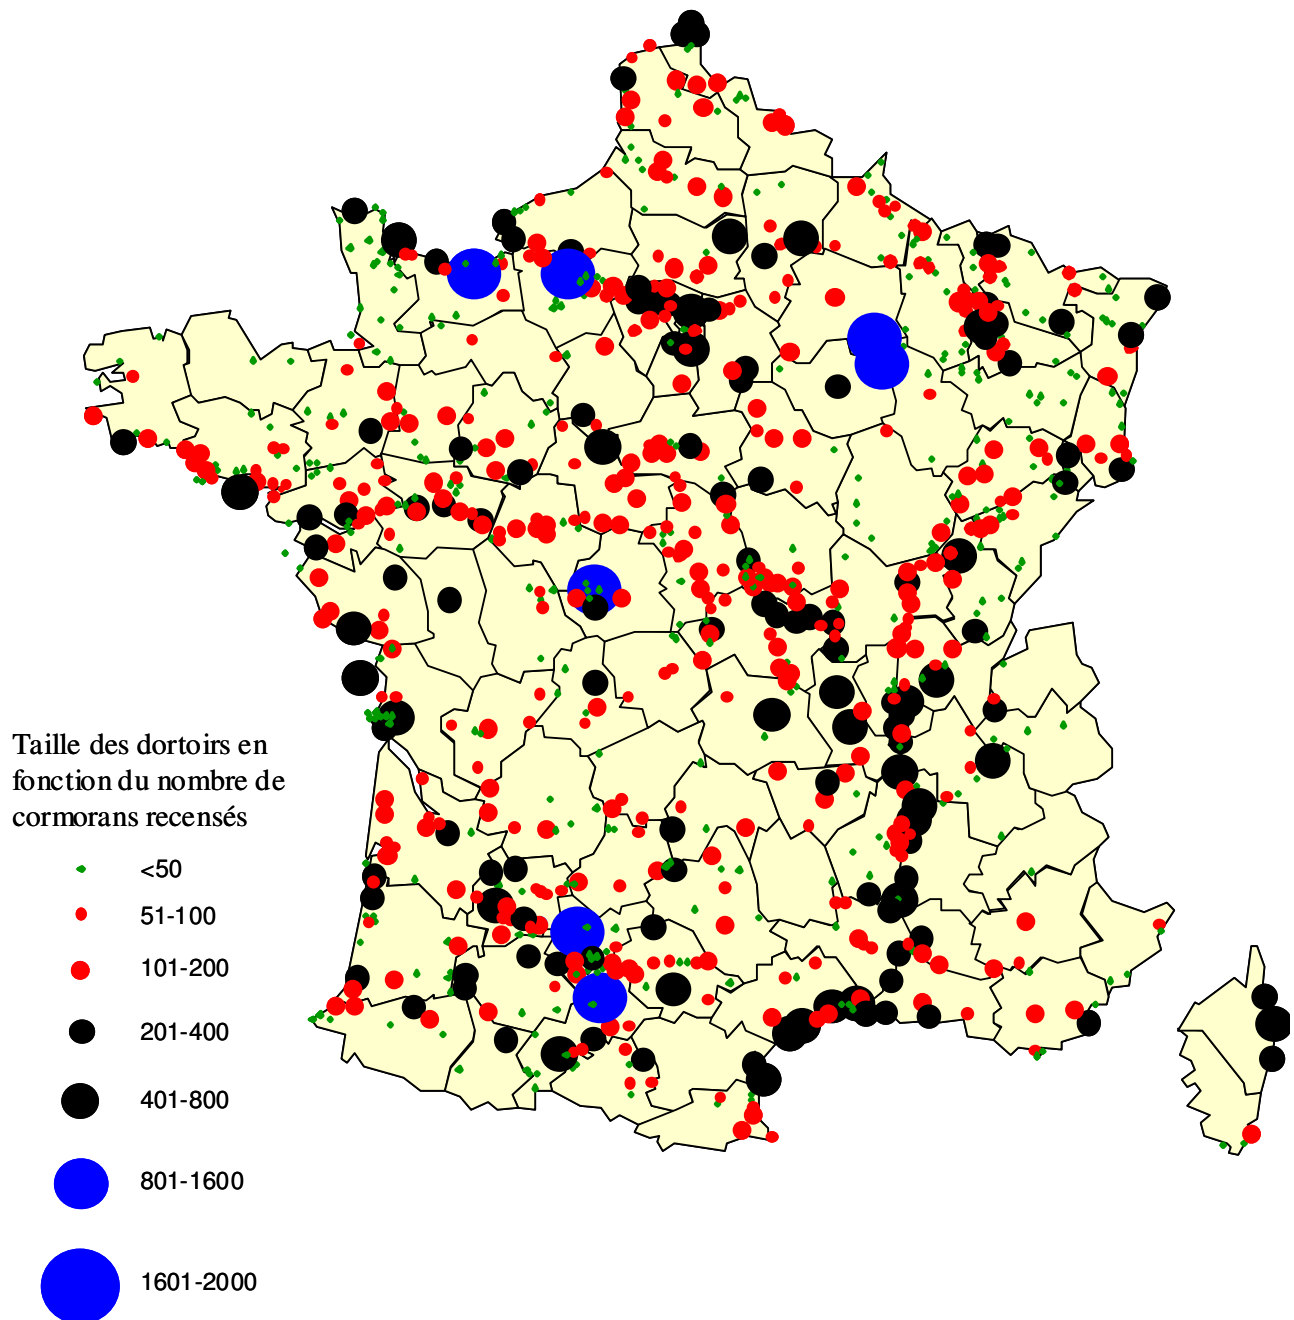 Taille des dortoirs en
fonction du nombre de
cormorans recensés
<50
51-100
101-200
201-400
401-800
801-1600
1601-2000